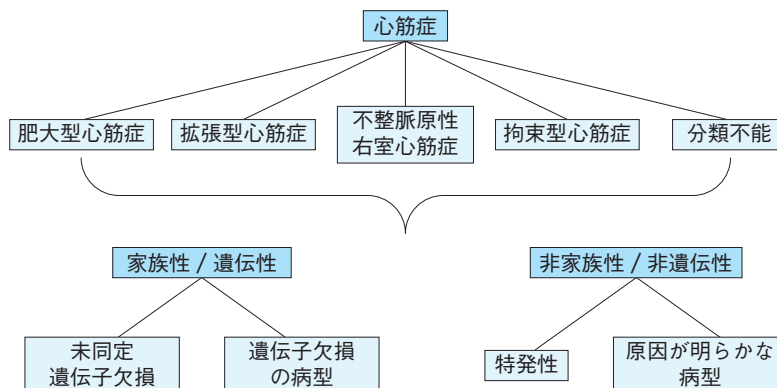 心筋症
肥大型心筋症
拡張型心筋症
不整脈原性
右室心筋症
拘束型心筋症
分類不能
家族性 / 遺伝性
非家族性 / 非遺伝性
未同定
遺伝子欠損
遺伝子欠損
の病型
特発性
原因が明らかな
病型